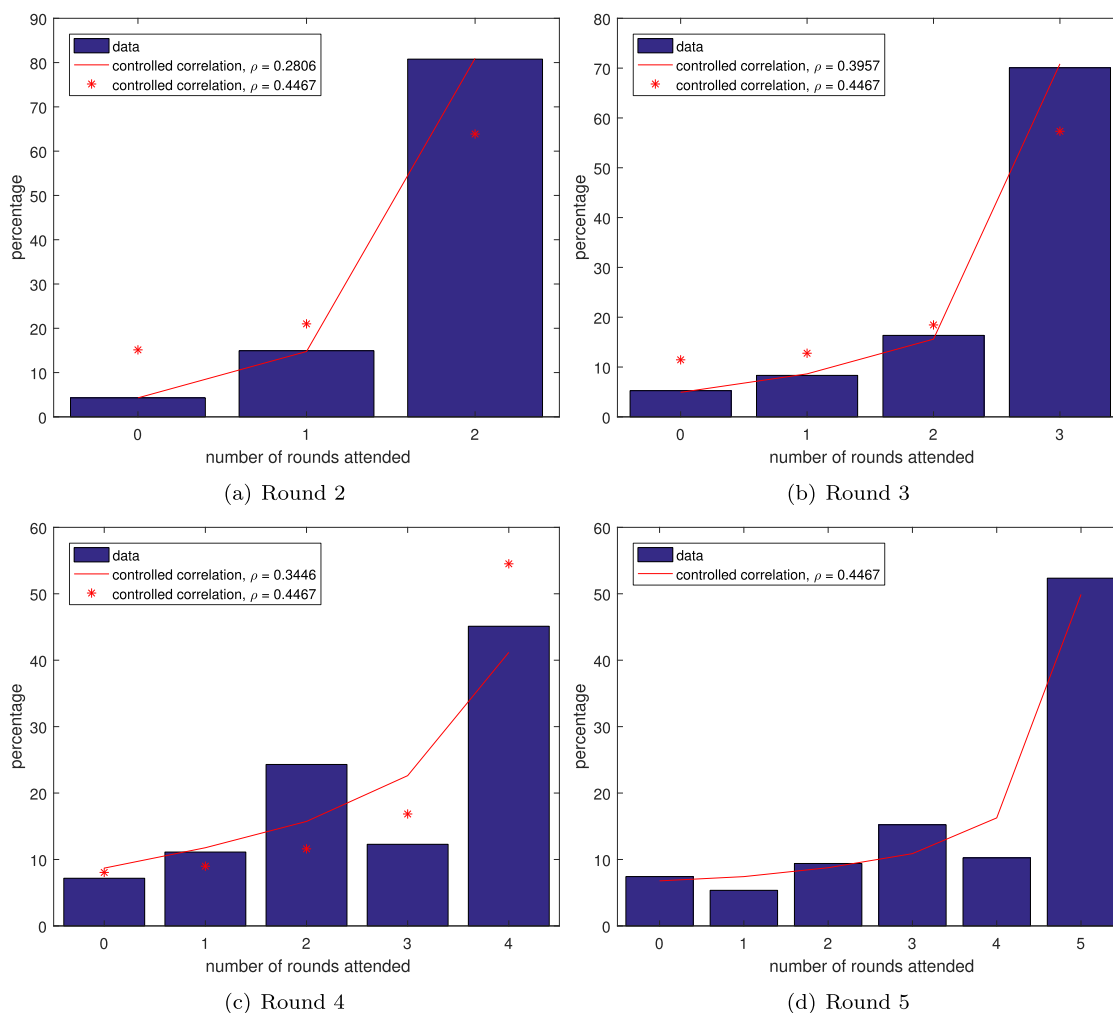 90
80
70
60
50
40
30
20
10
0
percentage
data
controlled correlation, ρ = 0.2806
controlled correlation, ρ = 0.4467
0 1 2
number of rounds attended
(a) Round 2
80
70
60
50
40
30
20
10
0
percentage
data
controlled correlation, ρ = 0.3957
controlled correlation, ρ = 0.4467
0 1 2 3
number of rounds attended
(b) Round 3
60
50
40
30
20
10
0
percentage
data
controlled correlation, ρ = 0.3446
controlled correlation, ρ = 0.4467
0 1 2 3 4
number of rounds attended
(c) Round 4
60
50
40
30
20
10
0
percentage
data
controlled correlation, ρ = 0.4467
0 1 2 3 4 5
number of rounds attended
(d) Round 5